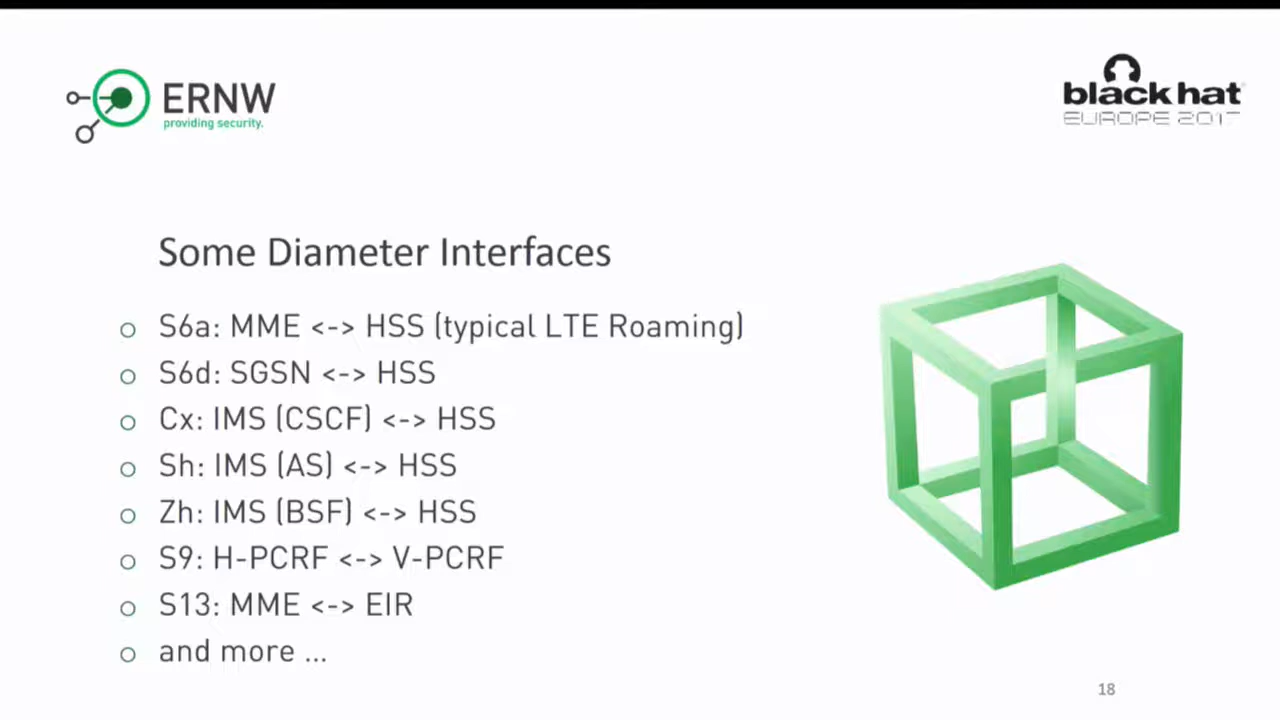 ERNW
providing security.
black hat
EUROPE 2017
Some Diameter Interfaces
S6a: MME <-> HSS (typical LTE Roaming)
S6d: SGSN <-> HSS
Cx: IMS (CSCF) <-> HSS
Sh: IMS (AS) <-> HSS
Zh: IMS (BSF) <-> HSS
S9: H-PCRF <-> V-PCRF
S13: MME <-> EIR
and more ...
18